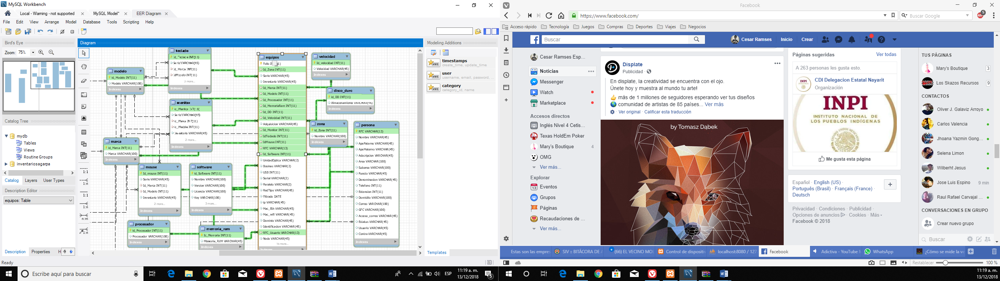 MySQL Workbench
Local - Warning - not supported
MySQL Model*
EER Diagram
File Edit View Arrange Model Database Tools Scripting Help
Bird's Eye
Zoom: 75%
Catalog Tree
mydb
Tables
Views
Routine Groups
inventariosagarpa
Catalog Layers User Types
Description Editor
equipos: Table
Description Properties H
Ready
Diagram
teclado
Serie VARCHAR(45)
Id_Marca INT(11)
IdModelo INT(11)
3 more...
Indexes
modelo
id_Modelo INT(11)
Modelo VARCHAR(100)
Indexes
monitor
Serie VARCHAR(45)
Inventario VARCHAR(45)
2 more...
Indexes
marca
id_Marca INT(11)
Marca VARCHAR(100)
Indexes
mouse
Id_mouse INT(11)
Serie VARCHAR(45)
Id_Marca INT(11)
Id_Modelo INT(11)
Inventario VARCHAR(45)
2 more...
Indexes
software
id_Software INT(11)
Nombre VARCHAR(100)
Version VARCHAR(100)
Licencia VARCHAR(100)
Key VARCHAR(100)
3 more...
Indexes
procesador
id_Procesador INT(11)
Procesador VARCHAR(100)
Indexes
memoria_ram
Memoria_RAM VARCHAR(45)
Indexes
equipos
Folio
Id_Zona INT(11)
Serie VARCHAR(45)
Inventario VARCHAR(45)
Id_Marca INT(11)
Id_Modelo INT(11)
Id_Procesador INT(11)
Id_MemoriaRam INT(11)
Id_DD INT(11)
Id_Velocidad INT(11)
Adquisicion VARCHAR(45)
Id_Monitor INT(11)
IdTeclado INT(11)
IdMouse INT(11)
RFC VARCHAR(13)
Id_Software INT(11)
UnidadOptica VARCHAR(2)
Bosinas VARCHAR(2)
USB INT(11)
Serial VARCHAR(2)
Paralelo VARCHAR(2)
RedTipo VARCHAR(45)
Filtrado DATE
ip VARCHAR(45)
Mac_Eth VARCHAR(45)
Mac_wifi VARCHAR(45)
Dominio VARCHAR(45)
Identificacion VARCHAR(45)
RFC_Usuario VARCHAR(13)
Nodo VARCHAR(45)
15 more...
Indexes
velocidad
Id_velocidad INT(11)
Velocidad VARCHAR(45)
Indexes
disco_duro
id_DD INT(11)
Almacenamiento VARCHAR(45)
Indexes
zona
id_Zona INT(11)
Nombre VARCHAR(100)
Indexes
persona
RFC VARCHAR(13)
Nombre VARCHAR(45)
ApePaterno VARCHAR(45)
ApeMaterno VARCHAR(45)
Adscripcion VARCHAR(45)
Area VARCHAR(100)
Subarea VARCHAR(100)
Puesto VARCHAR(45)
Denominacion VARCHAR(45)
Telefono INT(11)
Extension INT(11)
Domicilio VARCHAR(100)
Correo VARCHAR(100)
GFC VARCHAR(100)
Acceso_correo VARCHAR(45)
Estatus VARCHAR(45)
Usuario VARCHAR(45)
Contra VARCHAR(45)
Indexes
Modeling Additions
timestamps
create_time, update_time
user
username, email, password, ...
category
category_id, name
Templates
Escribe aquí para buscar
ESP
11:19 a. m.
13/12/2018
5
Facebook
https://www.facebook.com/
Buscar Google
5
Acceso rápido Tecnología Juegos Compras Deportes Viajes Negocios
Buscar
Cesar Ramses Inicio Crear
Cesar Ramses Esp...
Noticias
Messenger
Watch
Marketplace
Accesos directos
Inglés Nivel 4 Cetis...
Texas HoldEm Poker
Mary's Boutique 4
OMG
Ver más...
Explorar
Eventos
Grupos
Páginas
Recaudaciones de ...
Ver más...
Displate
Publicidad ·
En displate, la creatividad se encuentra con el ojo.
Únete hoy y muestra al mundo tu arte!
más de 1 millones de seguidores esperando ver tus diseños
comunidad de artistas de 85 países... Ver más
· Ver original · Calificar esta traducción
by Tomasz Dąbek
Páginas sugeridas Ver todas
A 263 personas les gusta esto.
INPI
CDI Delegacion Estatal Nayarit
Organización
INPI
INSTITUTO NACIONAL DE
LOS PUEBLOS INDÍGENAS
Me gusta esta página
Español · English (US) ·
Português (Brasil) · Français (France) ·
Deutsch
Privacidad · Condiciones · Publicidad ·
Opciones de anuncios · Cookies · Más
Facebook © 2018
TUS PÁGINAS
Mary's Boutique 3
Los Skazos Recursos 9
CONTACTOS
Oliver J. Galaviz Arroyo
Carlos Valencia
Jhoana Yazmin Gong...
Selena Limon
Wilberht Jesus
Jose Luis Espino 9 min
Raul Rafael Carvajal ...
CONVERSACIONES EN GRUPO
Crear nuevo grupo
Buscar
Estas son las empre
SIV :: BITÁCORA DE A
(66) EL VECINO MO
Control de dispositiv
localhost:8080 / 127
Facebook
Adictiva - YouTube
WhatsApp
¿Cómo se mide la ve
Restablecer 100 %
11:19 a. m.
13/12/2018